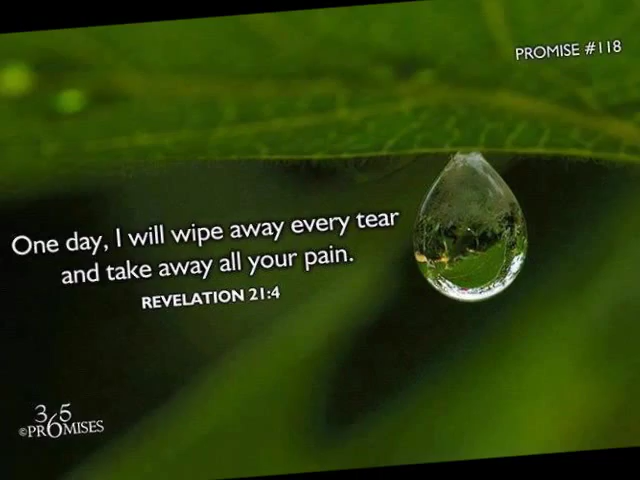 PROMISE #118
One day, I will wipe away every tear
and take away all your pain.
REVELATION 21:4
365
©PROMISES